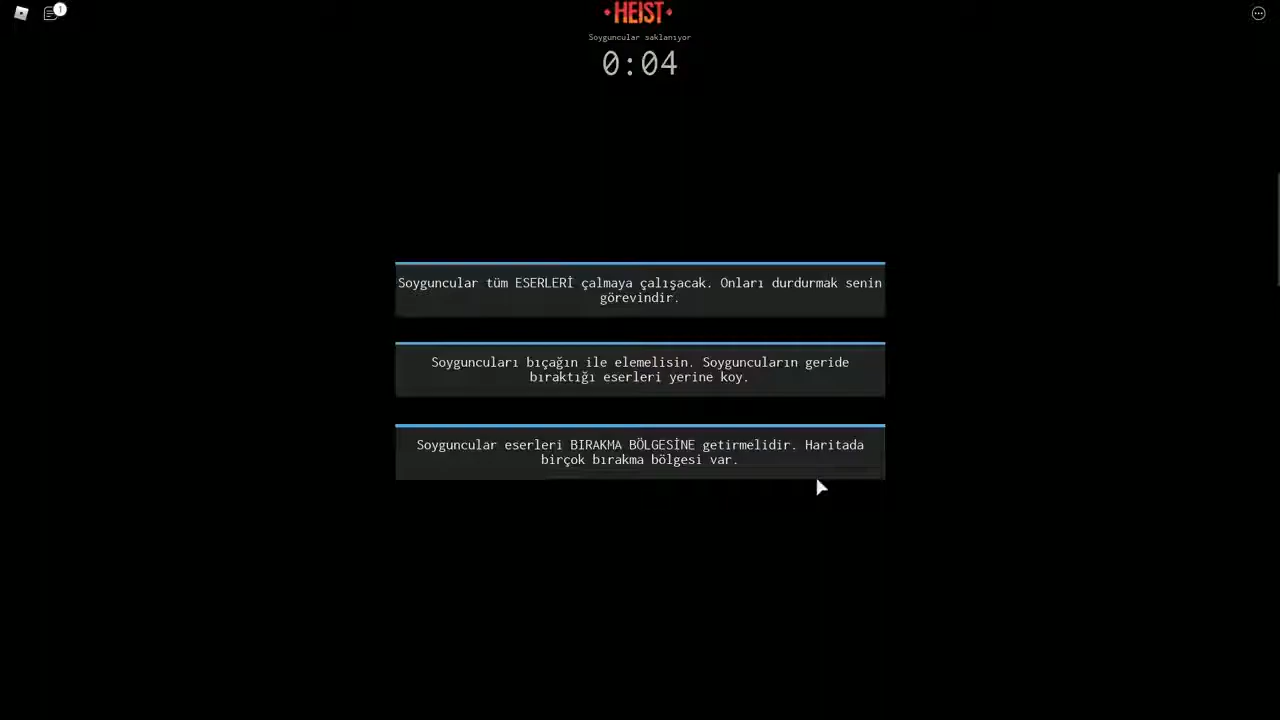 1
HEIST
Soyguncular saklanıyor
0:04
Soyguncular tüm ESERLERİ çalmaya çalışacak. Onları durdurmak senin
görevindir.
Soyguncuları bıçağın ile elemelisin. Soyguncuların geride
bıraktığı eserleri yerine koy.
Soyguncular eserleri BIRAKMA BÖLGESİNE getirmelidir. Haritada
birçok bırakma bölgesi var.